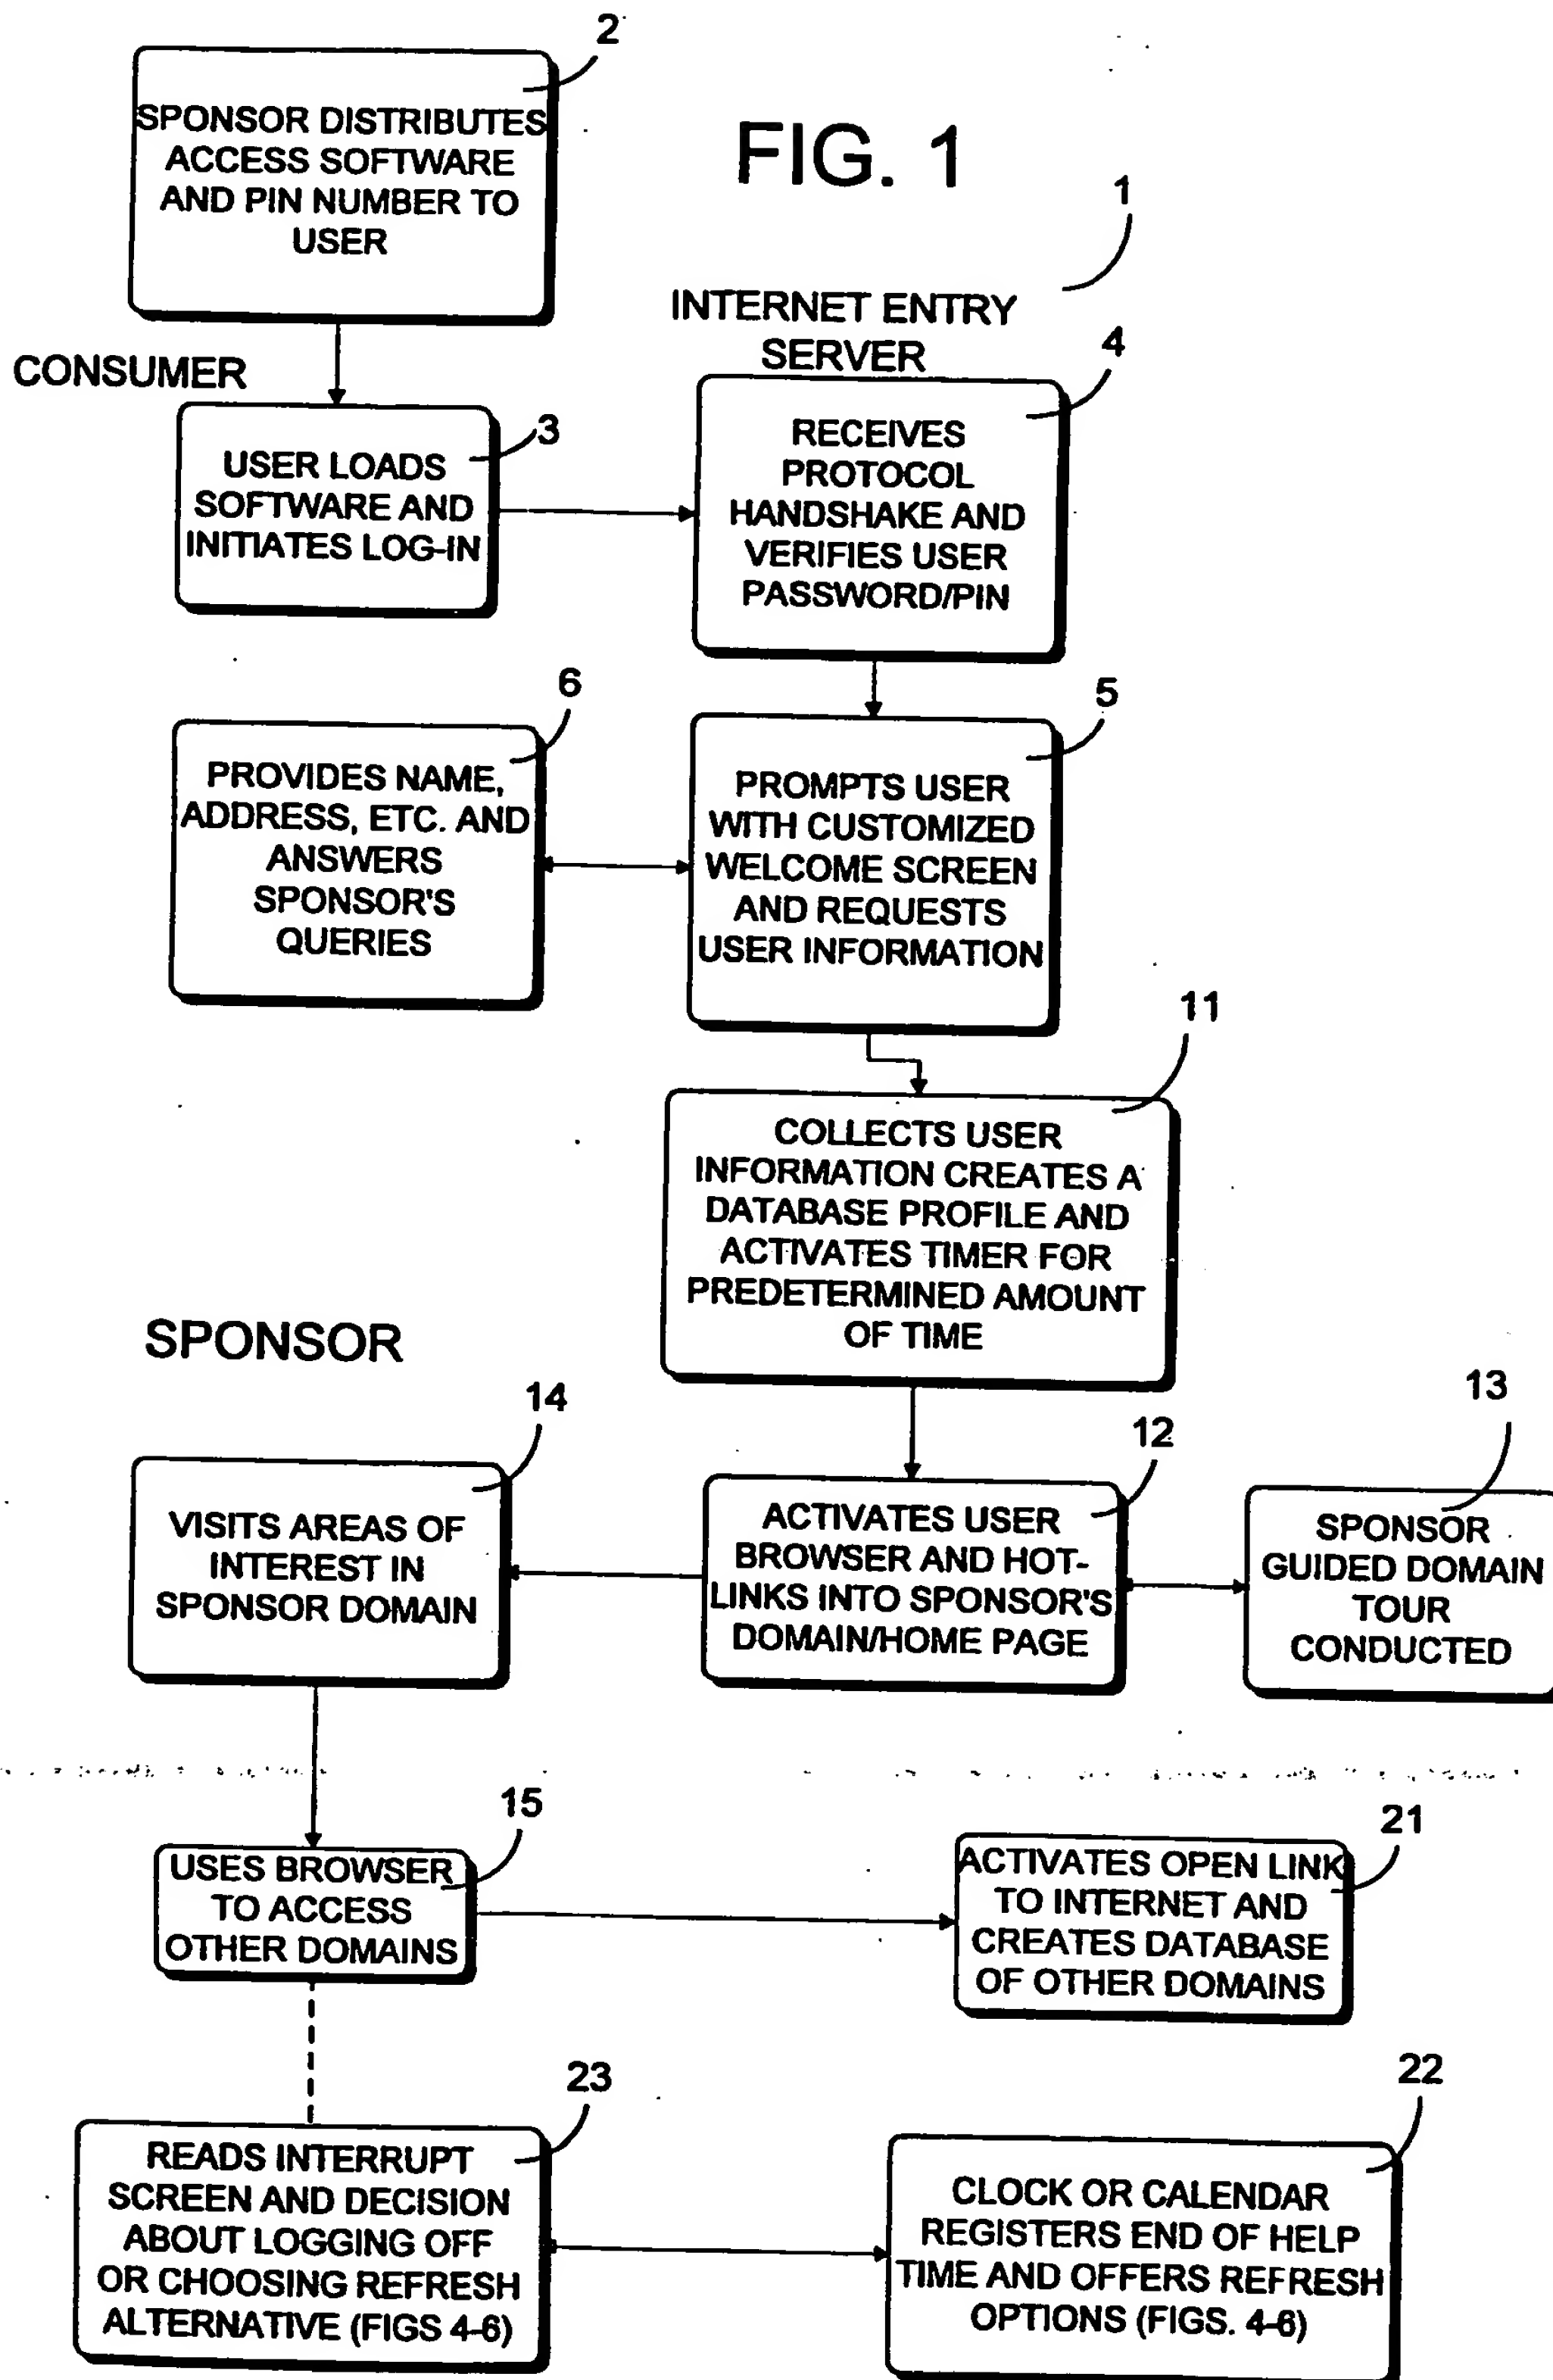 2
SPONSOR DISTRIBUTES
ACCESS SOFTWARE
AND PIN NUMBER TO
USER
FIG. 1
1
INTERNET ENTRY
SERVER
CONSUMER
3
USER LOADS
SOFTWARE AND
INITIATES LOG-IN
4
RECEIVES
PROTOCOL
HANDSHAKE AND
VERIFIES USER
PASSWORD/PIN
6
PROVIDES NAME,
ADDRESS, ETC. AND
ANSWERS
SPONSOR'S
QUERIES
5
PROMPTS USER
WITH CUSTOMIZED
WELCOME SCREEN
AND REQUESTS
USER INFORMATION
11
COLLECTS USER
INFORMATION CREATES A
DATABASE PROFILE AND
ACTIVATES TIMER FOR
PREDETERMINED AMOUNT
OF TIME
SPONSOR
14
VISITS AREAS OF
INTEREST IN
SPONSOR DOMAIN
12
ACTIVATES USER
BROWSER AND HOT-
LINKS INTO SPONSOR'S
DOMAIN/HOME PAGE
13
SPONSOR
GUIDED DOMAIN
TOUR
CONDUCTED
15
USES BROWSER
TO ACCESS
OTHER DOMAINS
21
ACTIVATES OPEN LINK
TO INTERNET AND
CREATES DATABASE
OF OTHER DOMAINS
23
READS INTERRUPT
SCREEN AND DECISION
ABOUT LOGGING OFF
OR CHOOSING REFRESH
ALTERNATIVE (FIGS 4-6)
22
CLOCK OR CALENDAR
REGISTERS END OF HELP
TIME AND OFFERS REFRESH
OPTIONS (FIGS. 4-6)